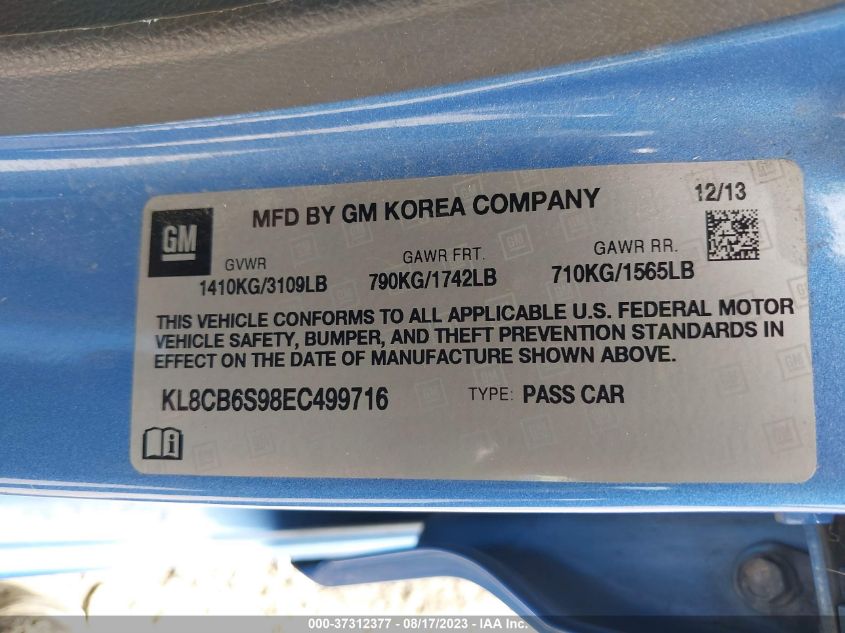 GM
MFD BY GM KOREA COMPANY
12/13
GVWR
GAWR FRT.
GAWR RR.
1410KG/3109LB
790KG/1742LB
710KG/1565LB
THIS VEHICLE CONFORMS TO ALL APPLICABLE U.S. FEDERAL MOTOR
VEHICLE SAFETY, BUMPER, AND THEFT PREVENTION STANDARDS IN
EFFECT ON THE DATE OF MANUFACTURE SHOWN ABOVE.
KL8CB6S98EC499716
TYPE: PASS CAR
000-37312377 - 08/17/2023 - IAA Inc.